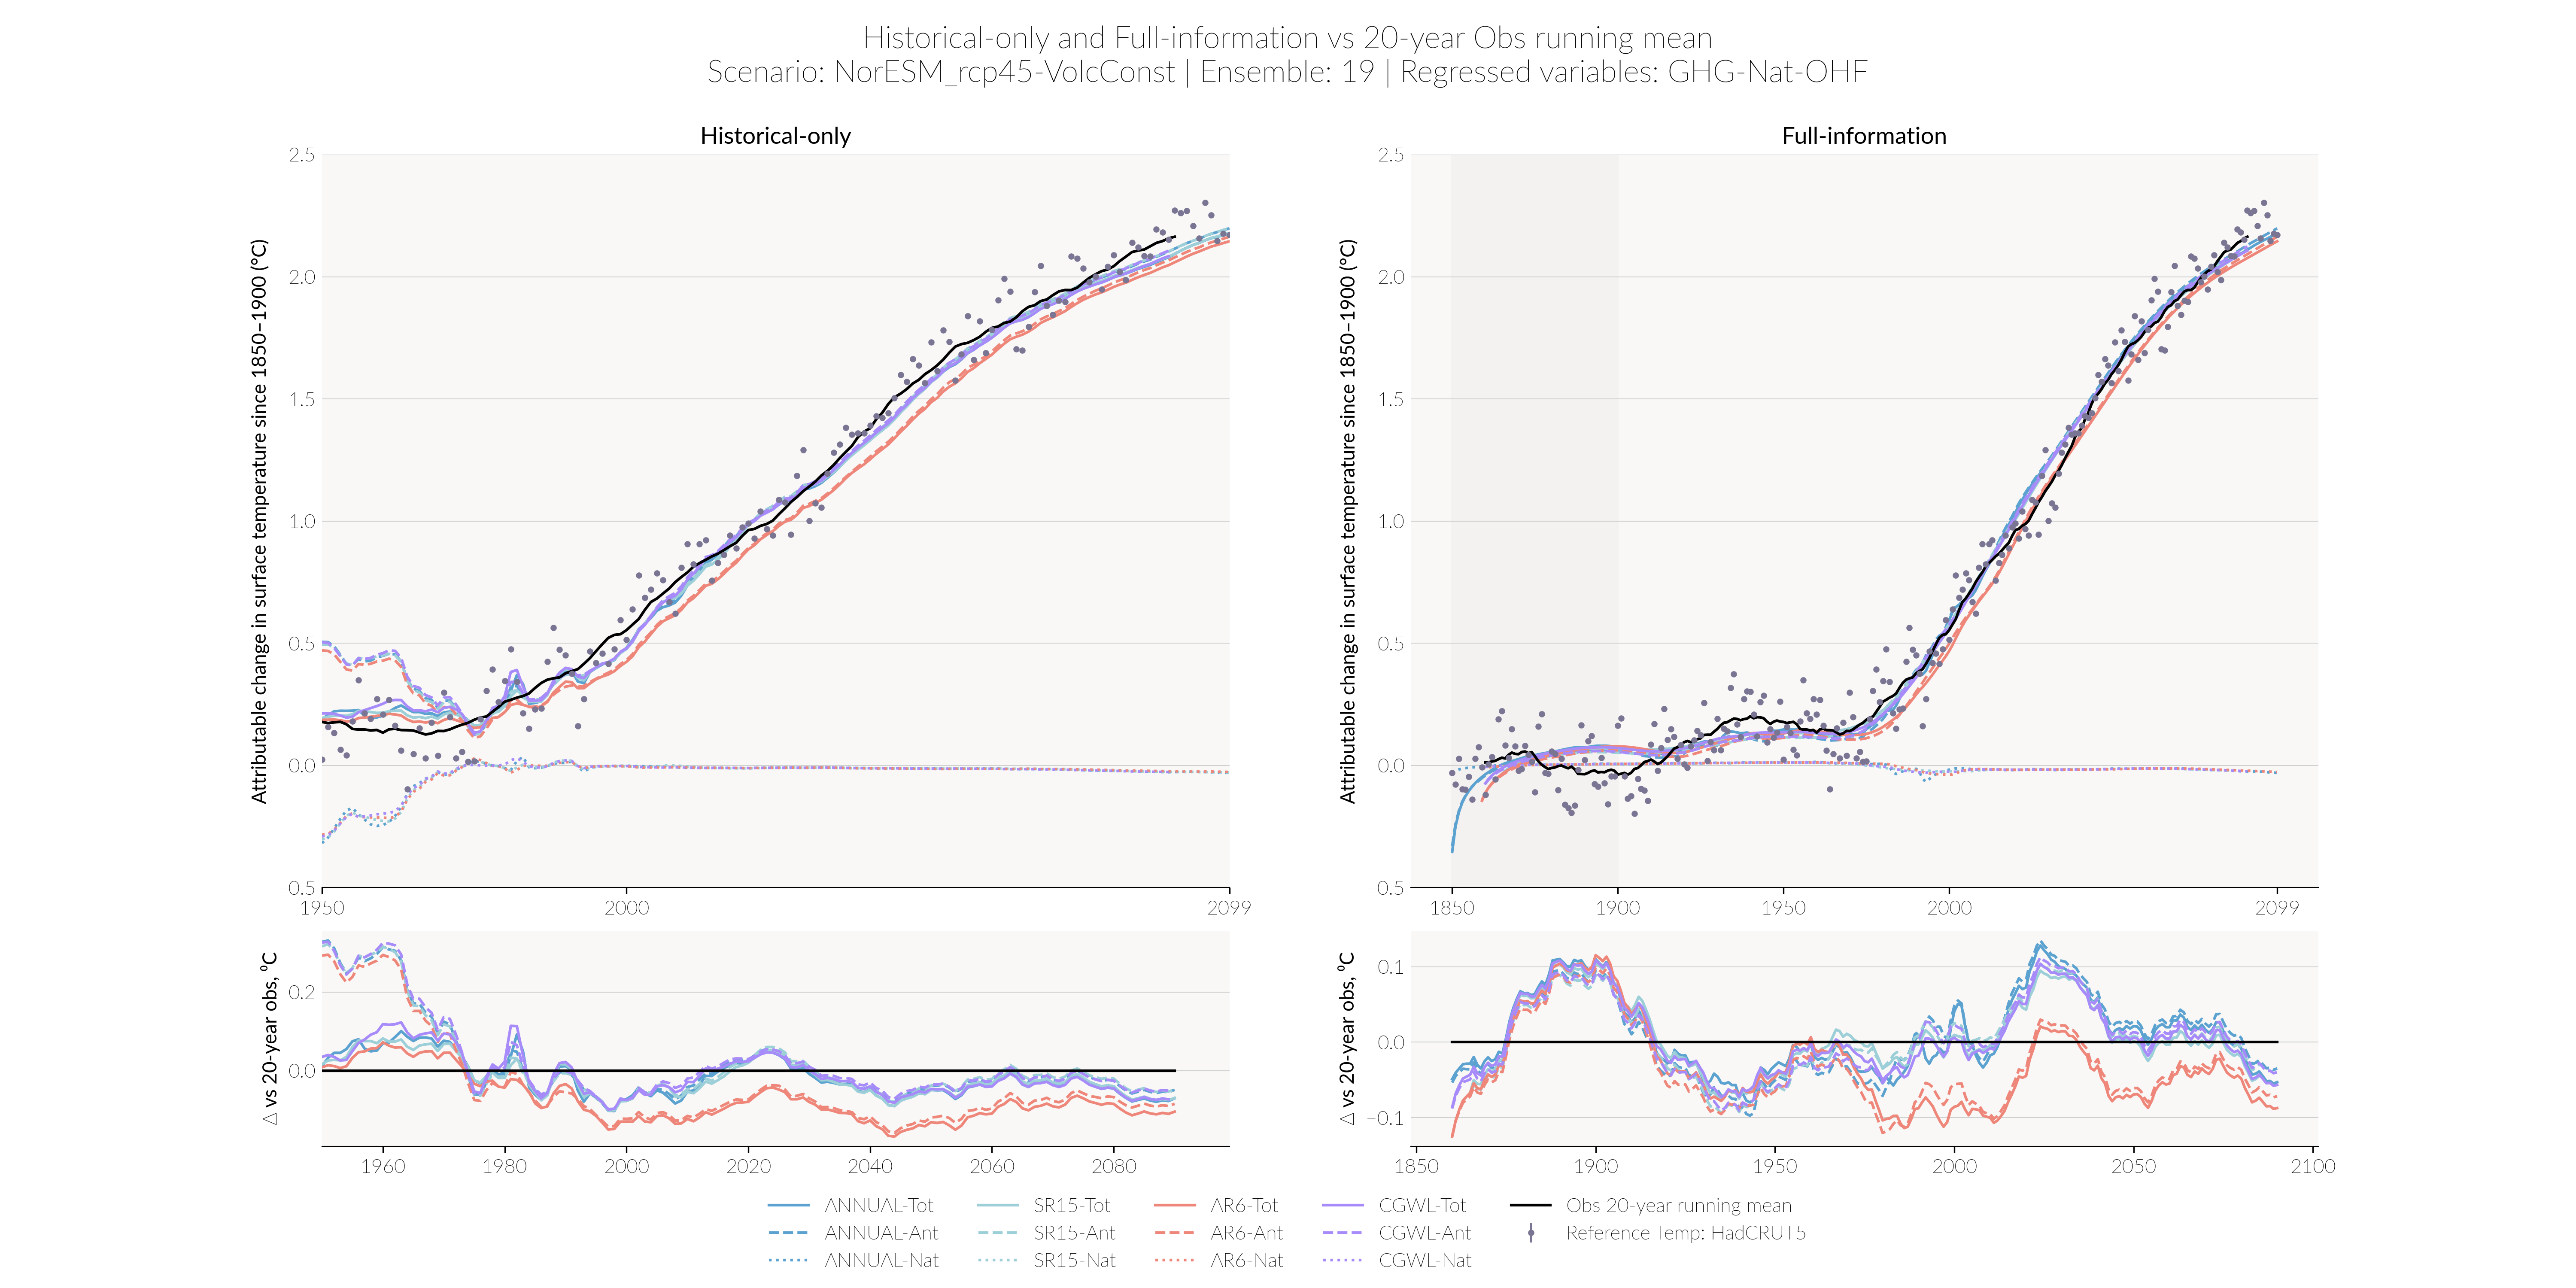 Historical-only and Full-information vs 20-year Obs running mean
Scenario: NorESM_rcp45-VolcConst | Ensemble: 19 | Regressed variables: GHG-Nat-OHF
Historical-only
Attributable change in surface temperature since 1850–1900 (°C)
2.5
2.0
1.5
1.0
0.5
0.0
−0.5
1950
2000
2099
Full-information
Attributable change in surface temperature since 1850–1900 (°C)
2.5
2.0
1.5
1.0
0.5
0.0
−0.5
1850
1900
1950
2000
2099
△ vs 20-year obs, ⁰C
0.2
0.0
1960
1980
2000
2020
2040
2060
2080
△ vs 20-year obs, ⁰C
0.1
0.0
−0.1
1850
1900
1950
2000
2050
2100
ANNUAL-Tot
ANNUAL-Ant
ANNUAL-Nat
SR15-Tot
SR15-Ant
SR15-Nat
AR6-Tot
AR6-Ant
AR6-Nat
CGWL-Tot
CGWL-Ant
CGWL-Nat
Obs 20-year running mean
Reference Temp: HadCRUT5